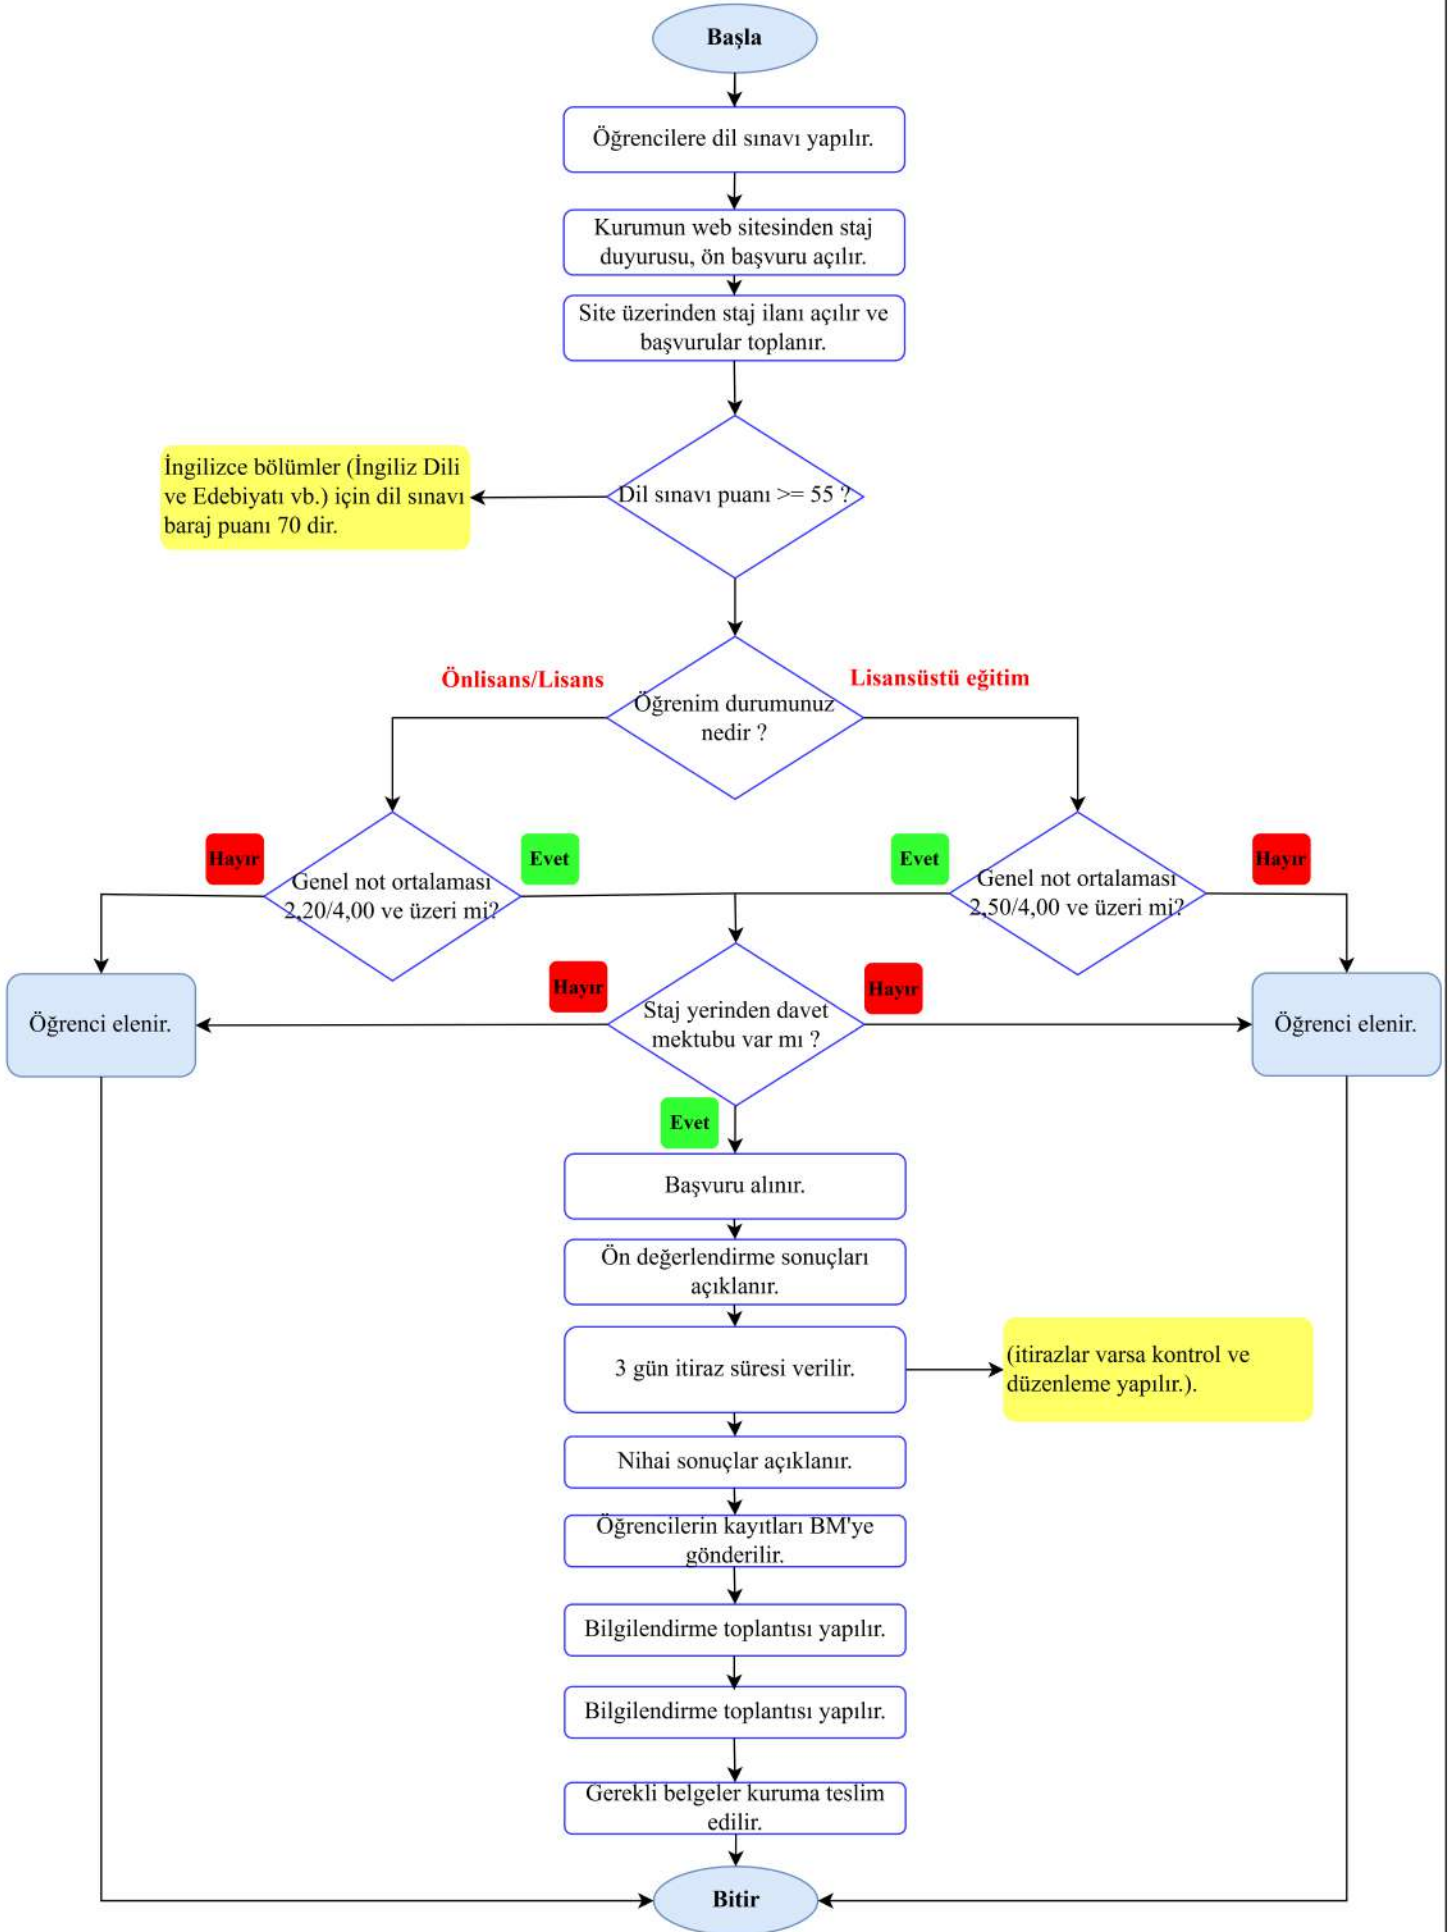 Başla
Öğrencilere dil sınavı yapılır.
Kurumun web sitesinden staj
duyurusu, ön başvuru açılır.
Site üzerinden staj ilanı açılır ve
başvurular toplanır.
İngilizce bölümler (İngiliz Dili
ve Edebiyatı vb.) için dil sınavı
baraj puanı 70 dir.
Dil sınavı puanı >= 55 ?
Önlisans/Lisans
Lisansüstü eğitim
Öğrenim durumunuz
nedir ?
Hayır
Evet
Evet
Hayır
Genel not ortalaması
2,20/4,00 ve üzeri mi?
Genel not ortalaması
2,50/4,00 ve üzeri mi?
Hayır
Hayır
Öğrenci elenir.
Staj yerinden davet
mektubu var mı ?
Öğrenci elenir.
Evet
Başvuru alınır.
Ön değerlendirme sonuçları
açıklanır.
3 gün itiraz süresi verilir.
(itirazlar varsa kontrol ve
düzenleme yapılır.).
Nihai sonuçlar açıklanır.
Öğrencilerin kayıtları BM'ye
gönderilir.
Bilgilendirme toplantısı yapılır.
Bilgilendirme toplantısı yapılır.
Gerekli belgeler kuruma teslim
edilir.
Bitir